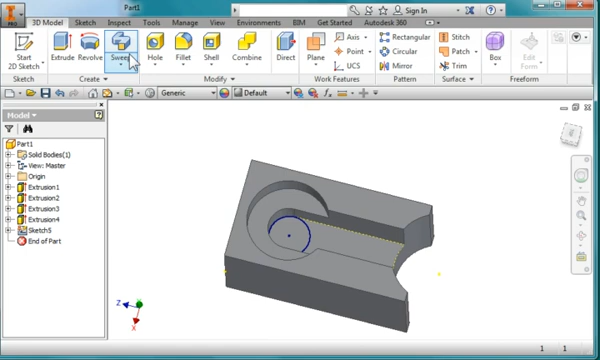 Part1
Sign In
PRO
3D Model Sketch Inspect Tools Manage View Environments BIM Get Started Autodesk 360
Start
2D Sketch
Extrude Revolve Sweep
Hole Fillet Shell Combine
Direct
Plane
Axis
Point
UCS
Rectangular
Circular
Mirror
Stitch
Patch
Trim
Box
Sketch Create Modify Work Features Pattern Surface Freeform
Generic Default
Model
Part1
Solid Bodies(1)
View: Master
Origin
Extrusion1
Extrusion2
Extrusion3
Extrusion4
Sketch5
End of Part
Z
X
Ready
1 1